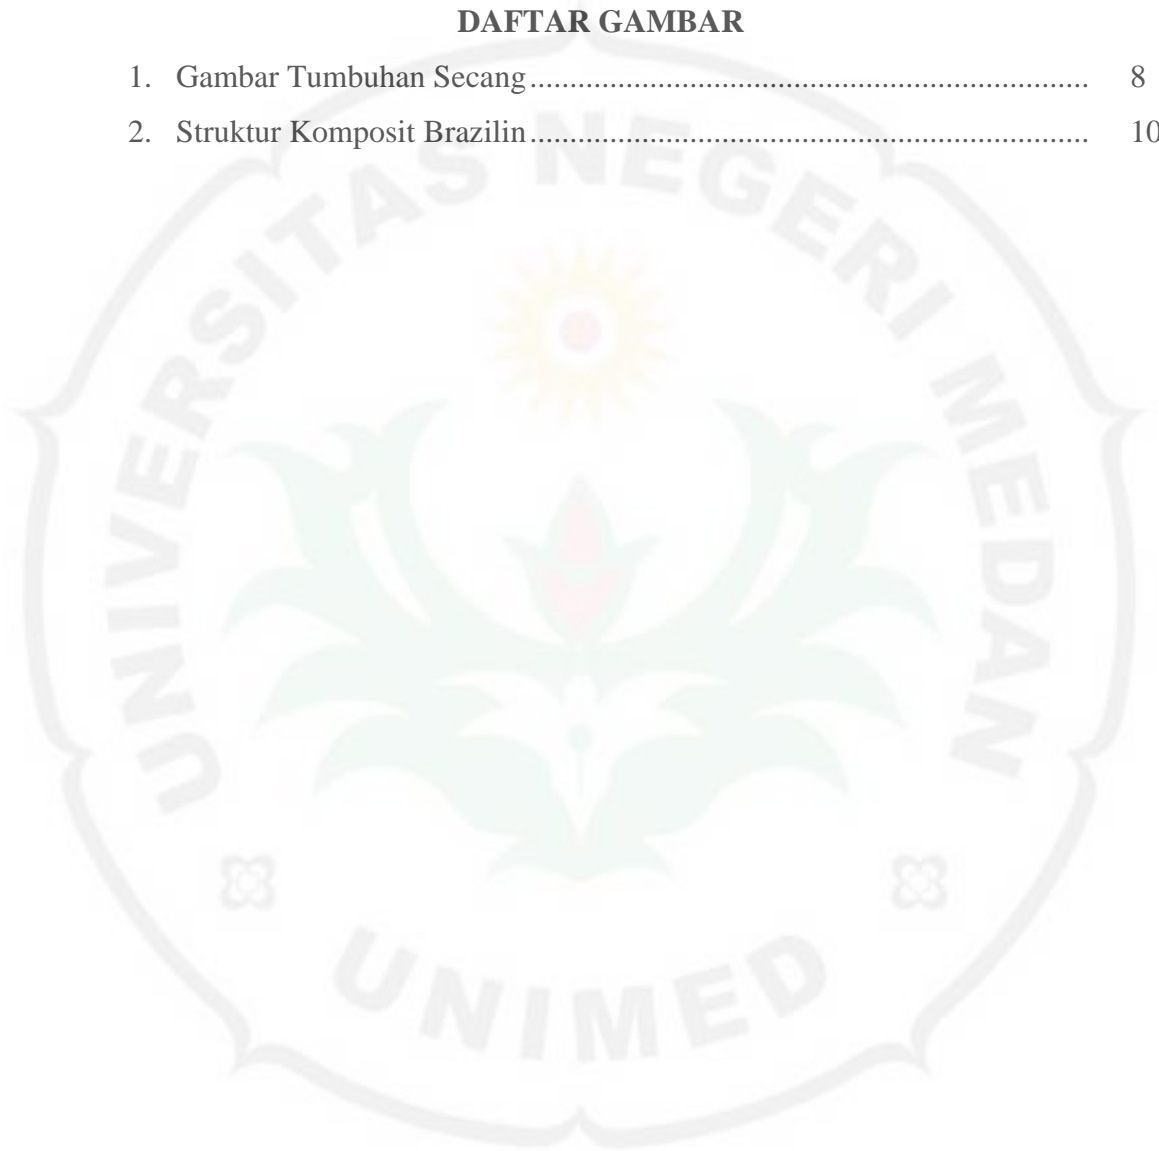 DAFTAR GAMBAR
1. Gambar Tumbuhan Secang...................................................................... 8
2. Struktur Komposit Brazilin...................................................................... 10
UNIVERSITAS NEGERI MEDAN
UNIMED